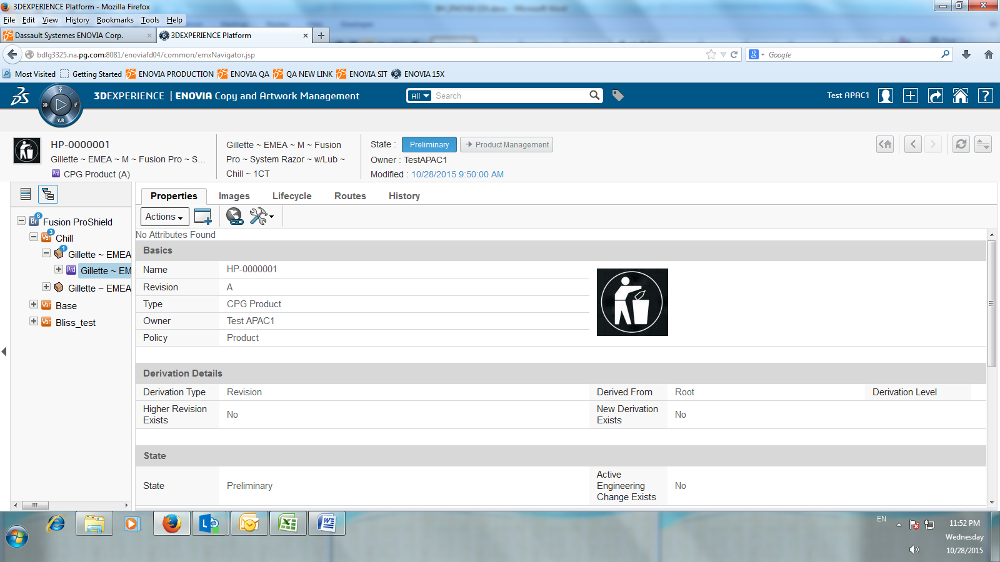 3DEXPERIENCE Platform - Mozilla Firefox
File Edit View History Bookmarks Tools Help
Dassault Systemes ENOVIA Corp.
3DEXPERIENCE Platform
bdlg3325.na.pg.com:8081/enoviafd04/common/emxNavigator.jsp
Google
Most Visited Getting Started ENOVIA PRODUCTION ENOVIA QA QA NEW LINK ENOVIA SIT ENOVIA 15X
3DEXPERIENCE | ENOVIA Copy and Artwork Management
All Search
Test APAC1
3D
V.R
HP-0000001
Gillette ~ EMEA ~ M ~ Fusion Pro ~ S...
Prd CPG Product (A)
Gillette ~ EMEA ~ M ~ Fusion
Pro ~ System Razor ~ w/Lub ~
Chill ~ 1CT
State : Preliminary Product Management
Owner : TestAPAC1
Modified : 10/28/2015 9:50:00 AM
Br 6 Fusion ProShield
Var 3 Chill
1 Gillette ~ EMEA
Prd Gillette ~ EM
Gillette ~ EMEA
Var Base
Var Bliss_test
Properties Images Lifecycle Routes History
Actions
No Attributes Found
Basics
Name HP-0000001
Revision A
Type CPG Product
Owner Test APAC1
Policy Product
Derivation Details
Derivation Type Revision Derived From Root Derivation Level
Higher Revision Exists No New Derivation Exists No
State
State Preliminary Active Engineering Change Exists No
EN
11:52 PM
Wednesday
10/28/2015